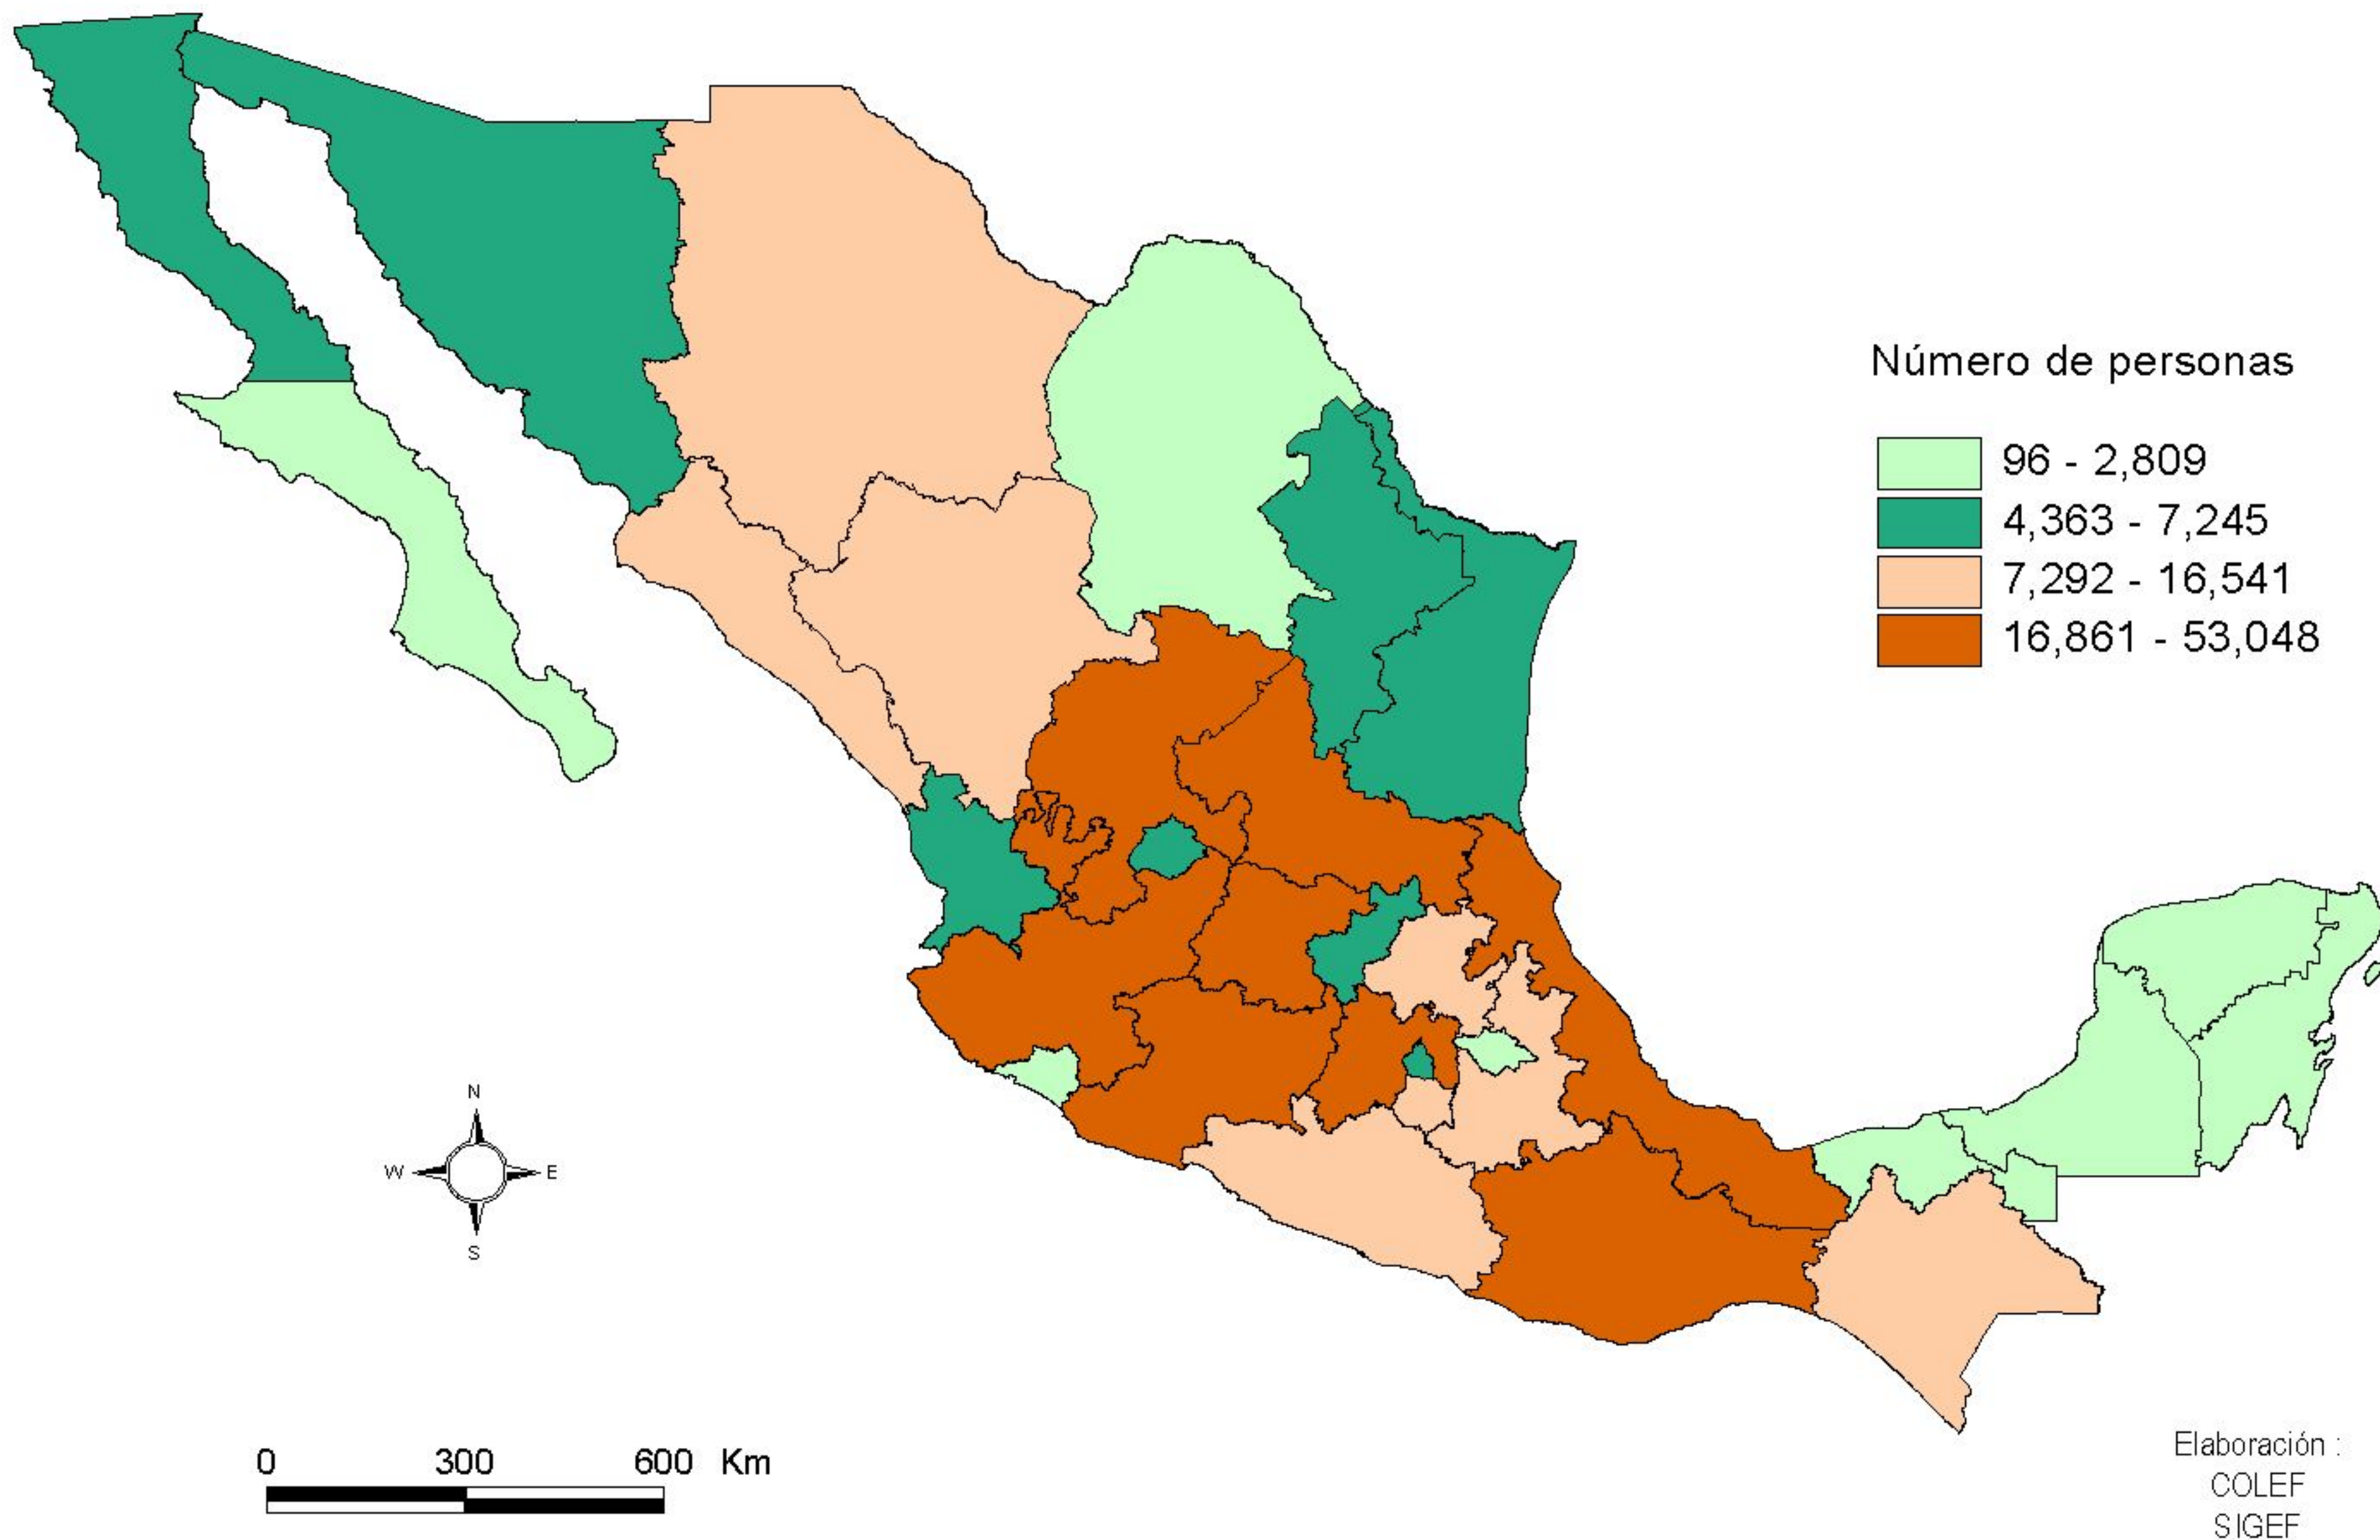 Número de personas
96 - 2,809
4,363 - 7,245
7,292 - 16,541
16,861 - 53,048
N
W E
S
0 300 600 Km
Elaboración :
COLEF
SIGEF